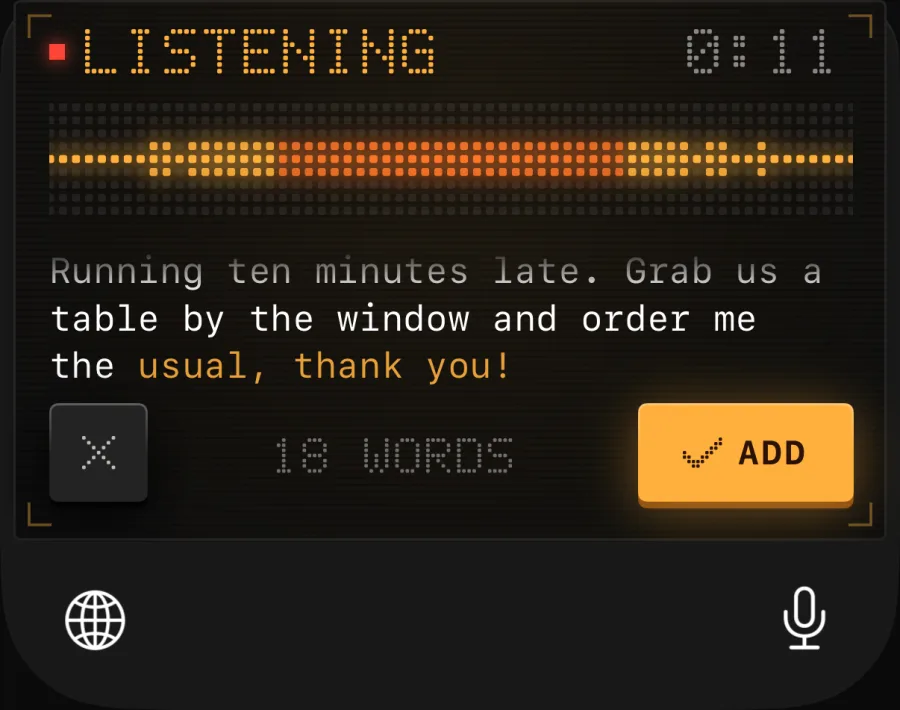 LISTENING 0:11
Running ten minutes late. Grab us a
table by the window and order me
the usual, thank you!
18 WORDS ADD